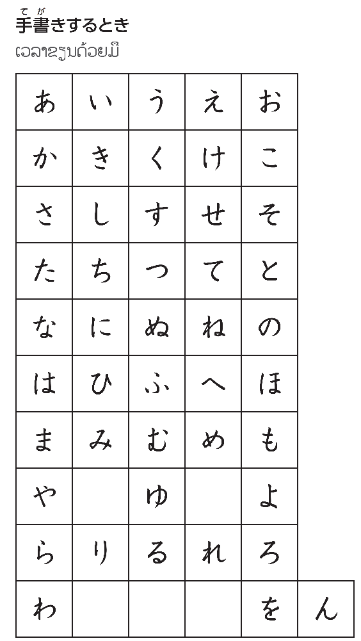 てが
手書きするとき
ເວລາຂຽນດ້ວຍມື
あ い う え お
か き く け こ
さ し す せ そ
た ち つ て と
な に ぬ ね の
は ひ ふ へ ほ
ま み む め も
や ゆ よ
ら り る れ ろ
わ を ん